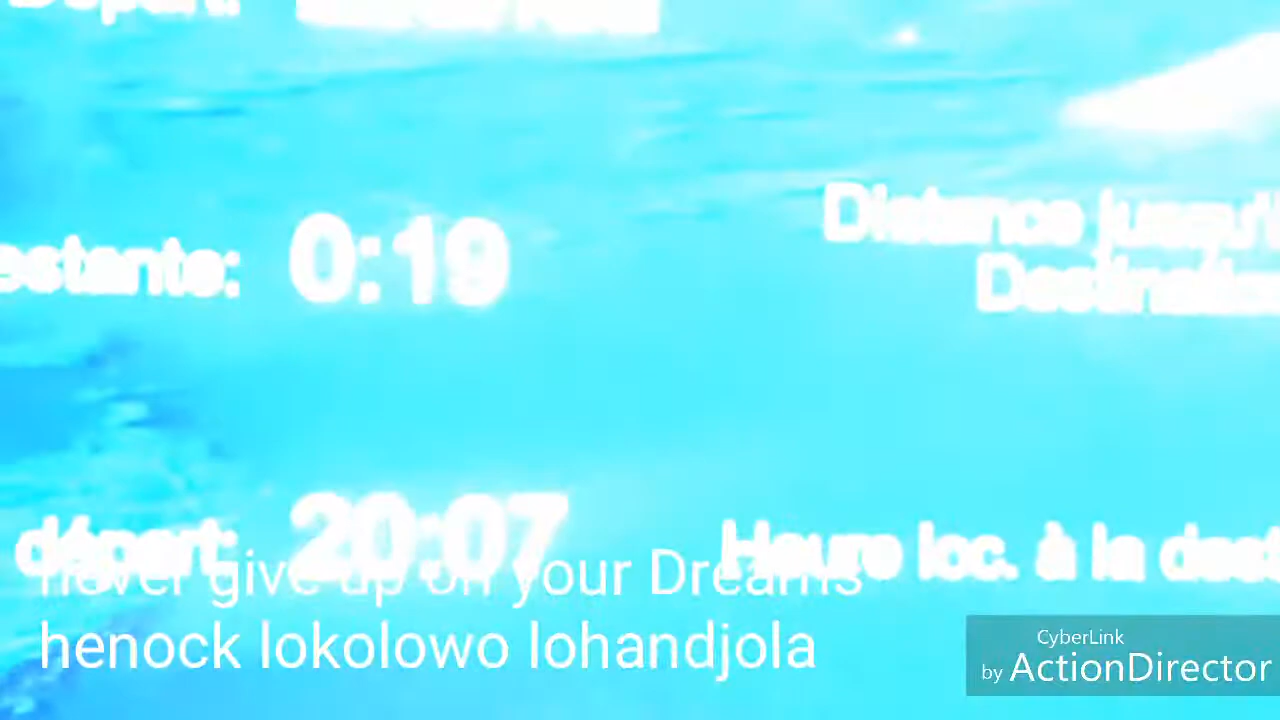 Départ:
estante: 0:19
Distance jusqu'
Destinatio
départ: 20:07
Heure loc. à la dest
never give up on your Dreams
henock lokolowo lohandjola
CyberLink
by ActionDirector